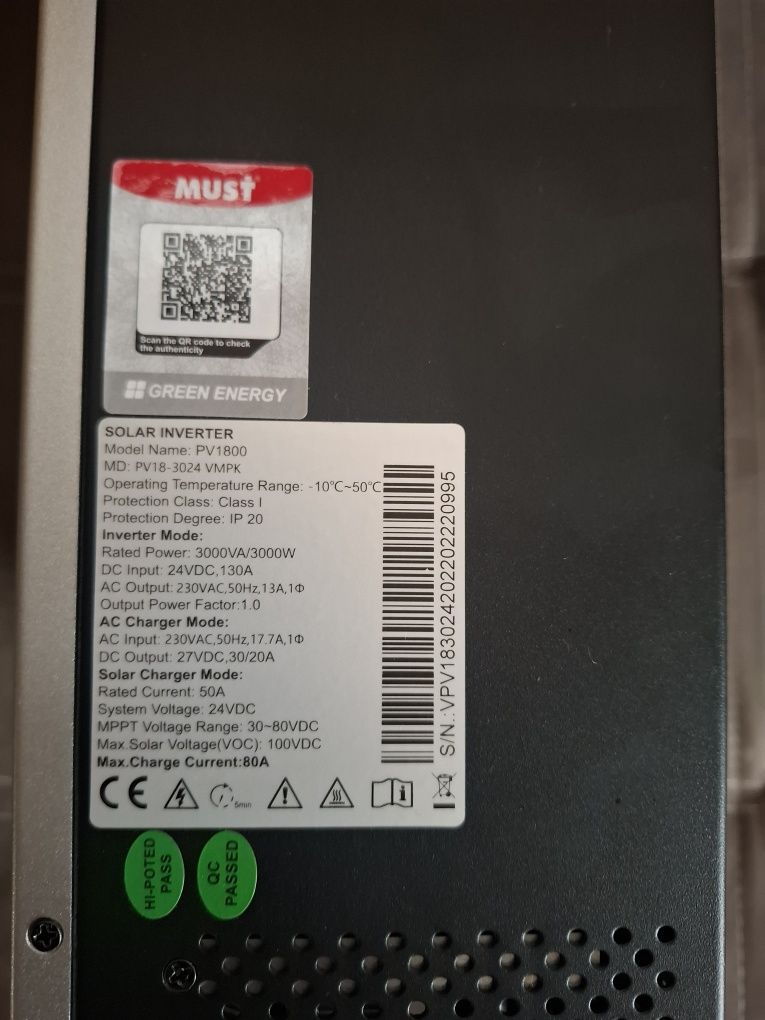 MUST
Scan the QR code to check
the authenticity
GREEN ENERGY
SOLAR INVERTER
Model Name: PV1800
MD: PV18-3024 VMPK
Operating Temperature Range: -10℃~50℃
Protection Class: Class I
Protection Degree: IP 20
Inverter Mode:
Rated Power: 3000VA/3000W
DC Input: 24VDC,130A
AC Output: 230VAC,50Hz,13A,1Φ
Output Power Factor:1.0
AC Charger Mode:
AC Input: 230VAC,50Hz,17.7A,1Φ
DC Output: 27VDC,30/20A
Solar Charger Mode:
Rated Current: 50A
System Voltage: 24VDC
MPPT Voltage Range: 30~80VDC
Max.Solar Voltage(VOC): 100VDC
Max.Charge Current:80A
CE
5min
S/N.:VPV18302420220222 0995
HI-POTED
PASS
QC
PASSED